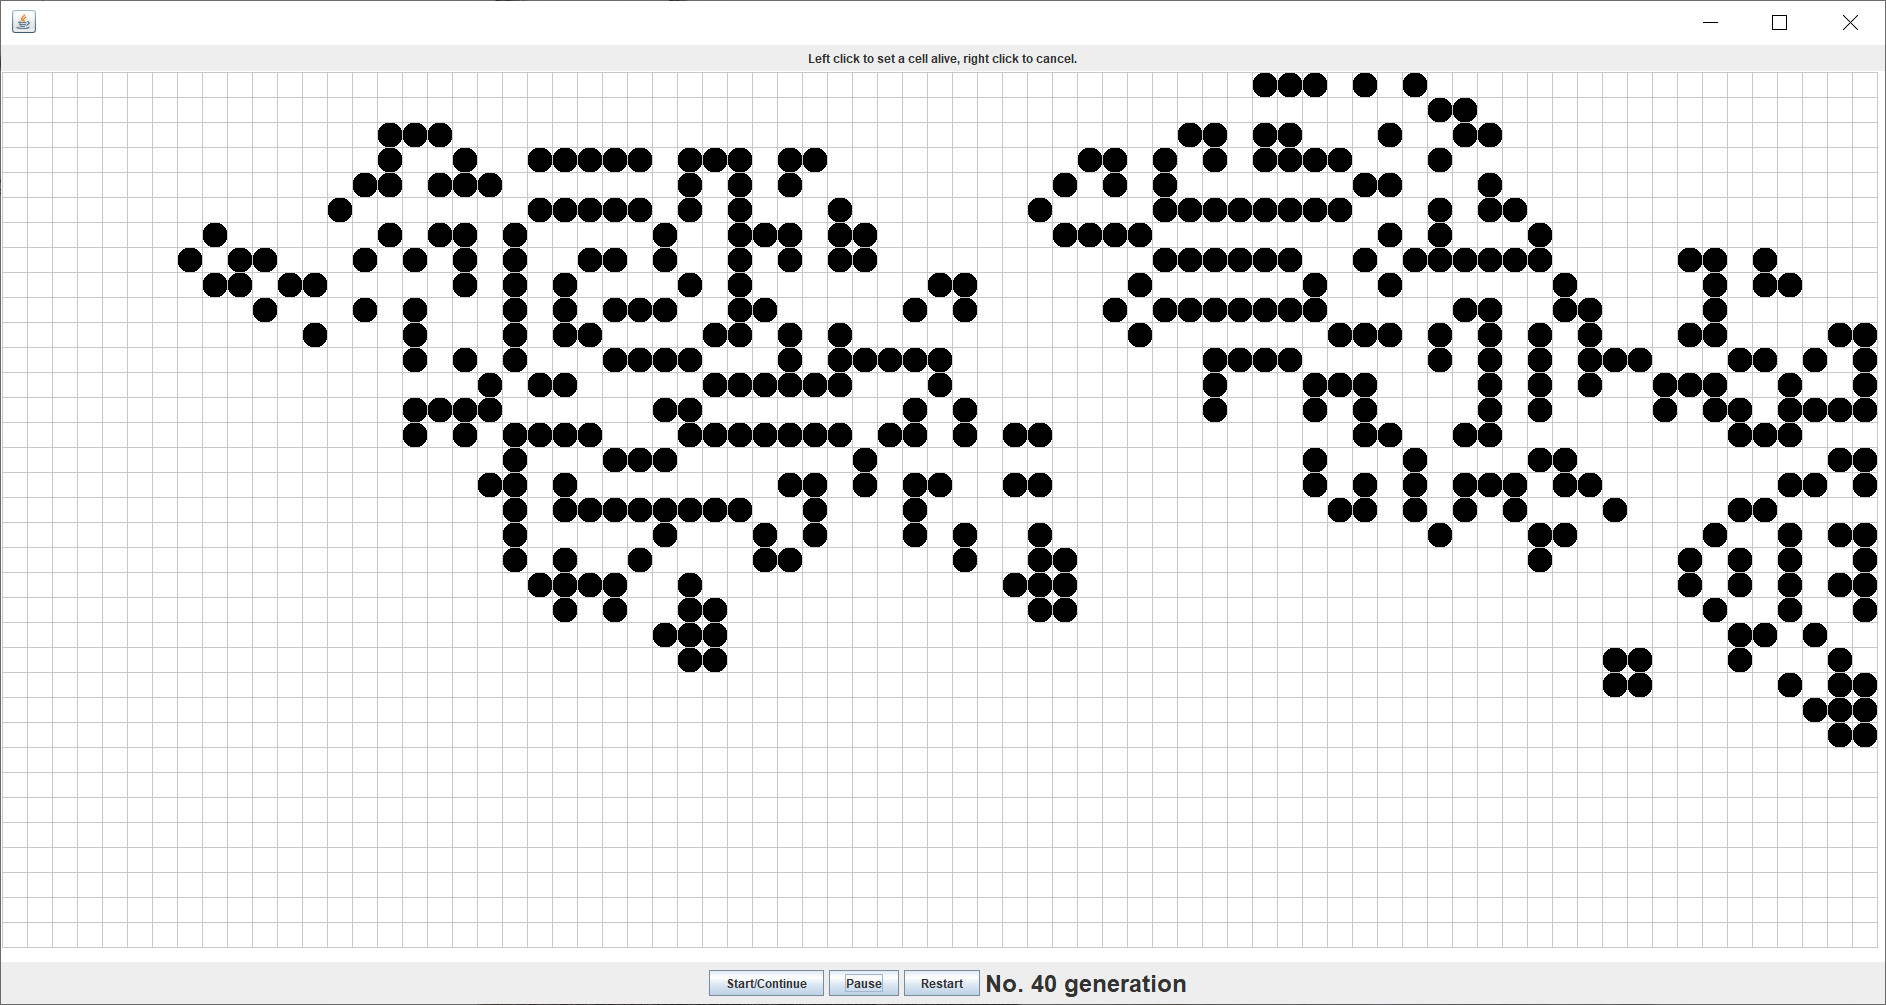 Left click to set a cell alive, right click to cancel.
Start/Continue Pause Restart No. 40 generation